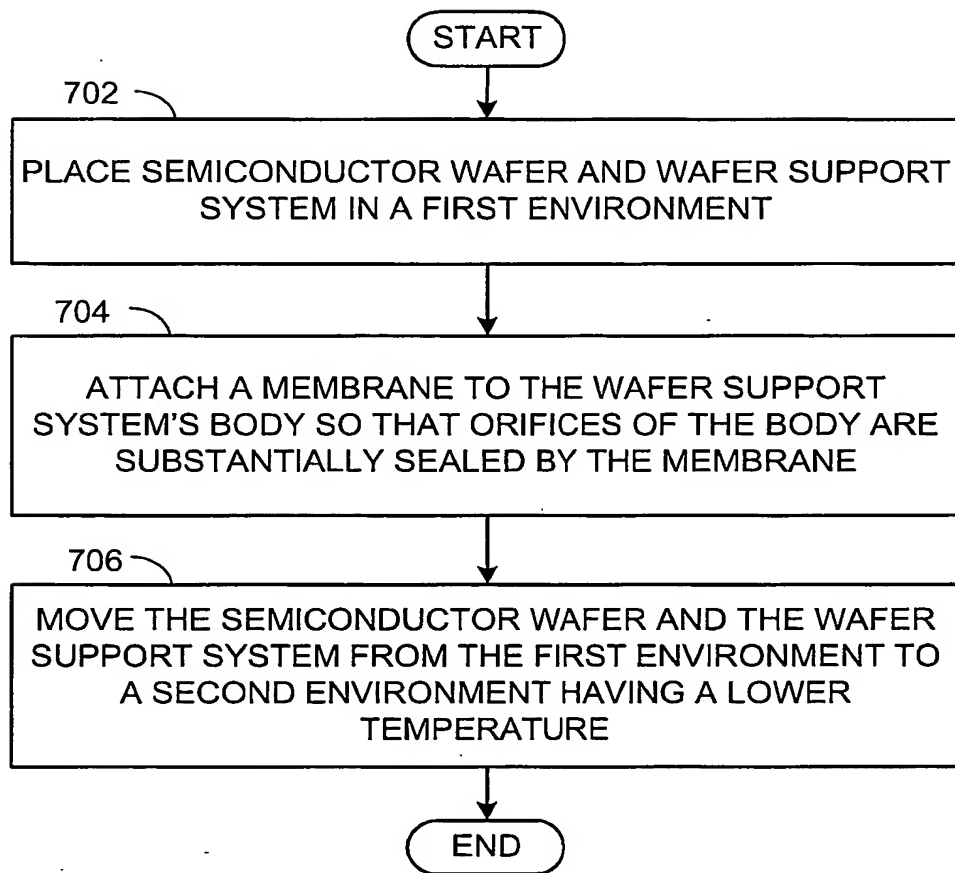 START
702
PLACE SEMICONDUCTOR WAFER AND WAFER SUPPORT
SYSTEM IN A FIRST ENVIRONMENT
704
ATTACH A MEMBRANE TO THE WAFER SUPPORT
SYSTEM'S BODY SO THAT ORIFICES OF THE BODY ARE
SUBSTANTIALLY SEALED BY THE MEMBRANE
706
MOVE THE SEMICONDUCTOR WAFER AND THE WAFER
SUPPORT SYSTEM FROM THE FIRST ENVIRONMENT TO
A SECOND ENVIRONMENT HAVING A LOWER
TEMPERATURE
END